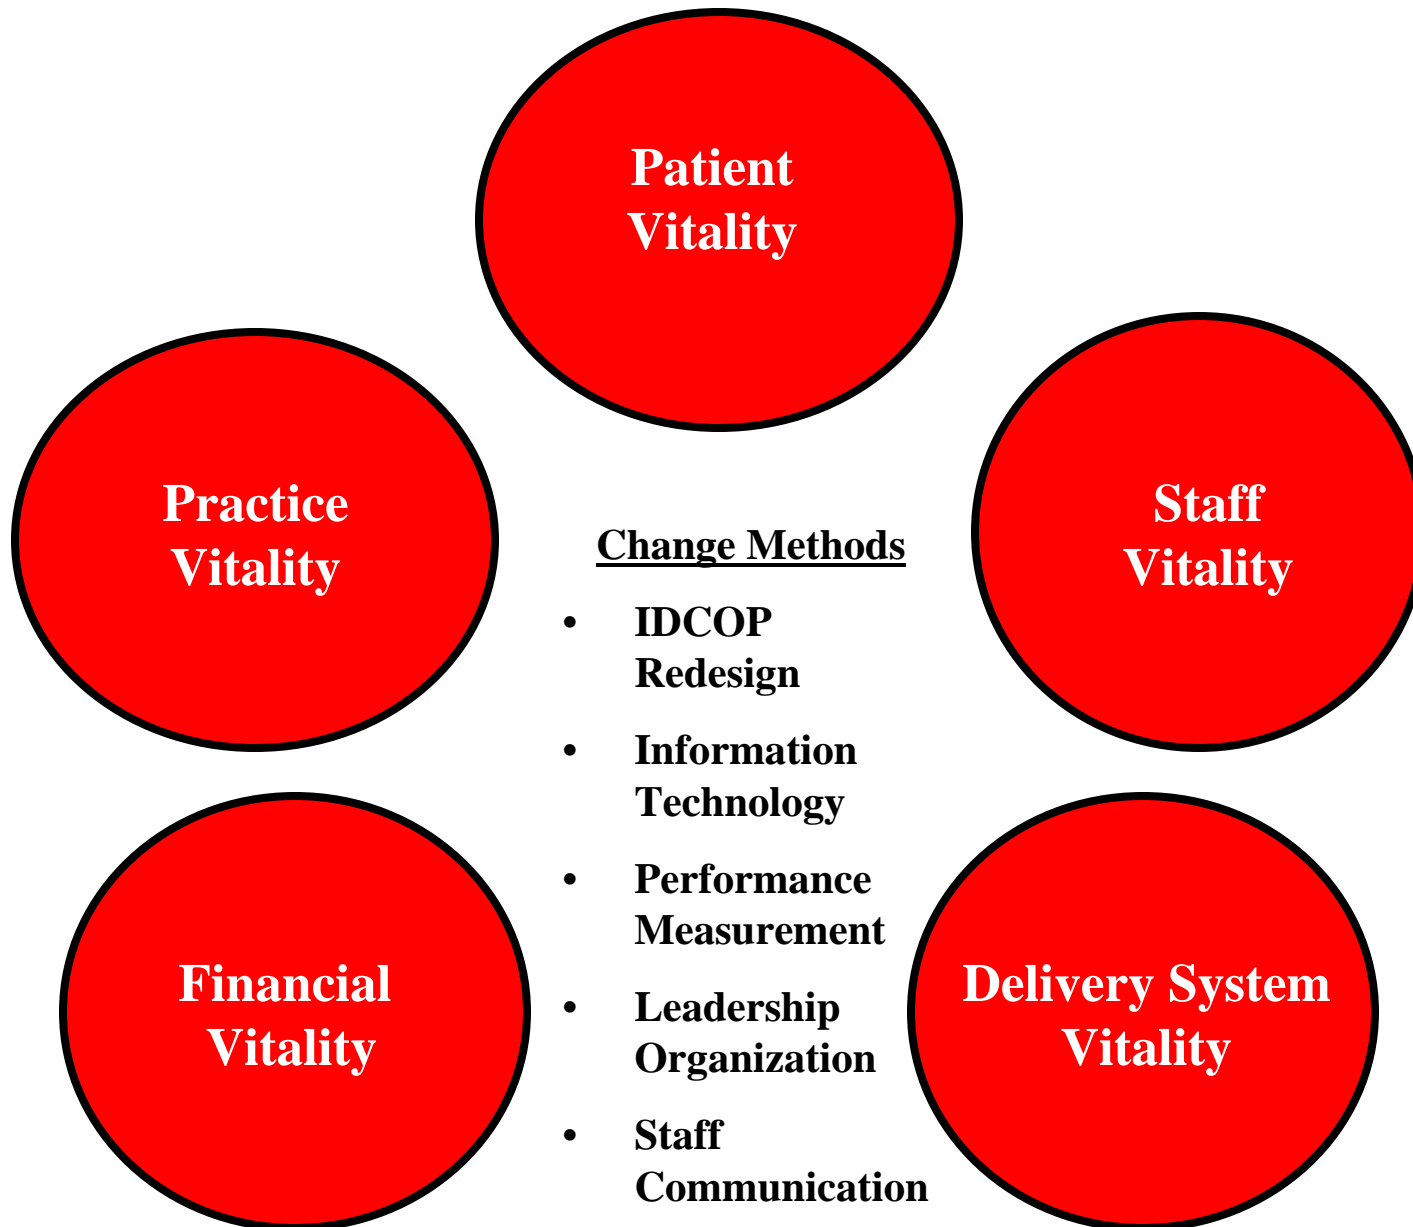 Patient
Vitality
Practice
Vitality
Staff
Vitality
Change Methods
• IDCOP
Redesign
• Information
Technology
• Performance
Measurement
• Leadership
Organization
• Staff
Communication
Financial
Vitality
Delivery System
Vitality